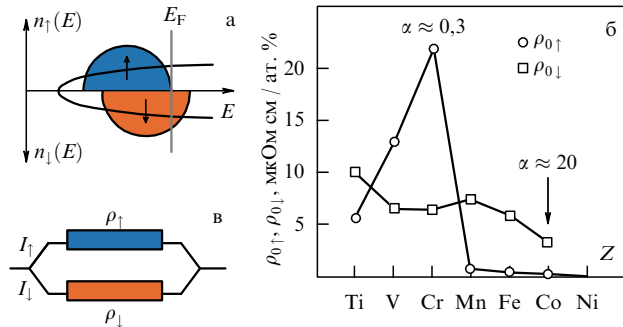 n↑(E)
E_F
а
E
n↓(E)
б
α ≈ 0,3
ρ₀↑
ρ₀↓
α ≈ 20
ρ₀↑, ρ₀↓, мкОм см / ат. %
20
15
10
5
Z
Ti V Cr Mn Fe Co Ni
в
ρ↑
I↑
I↓
ρ↓